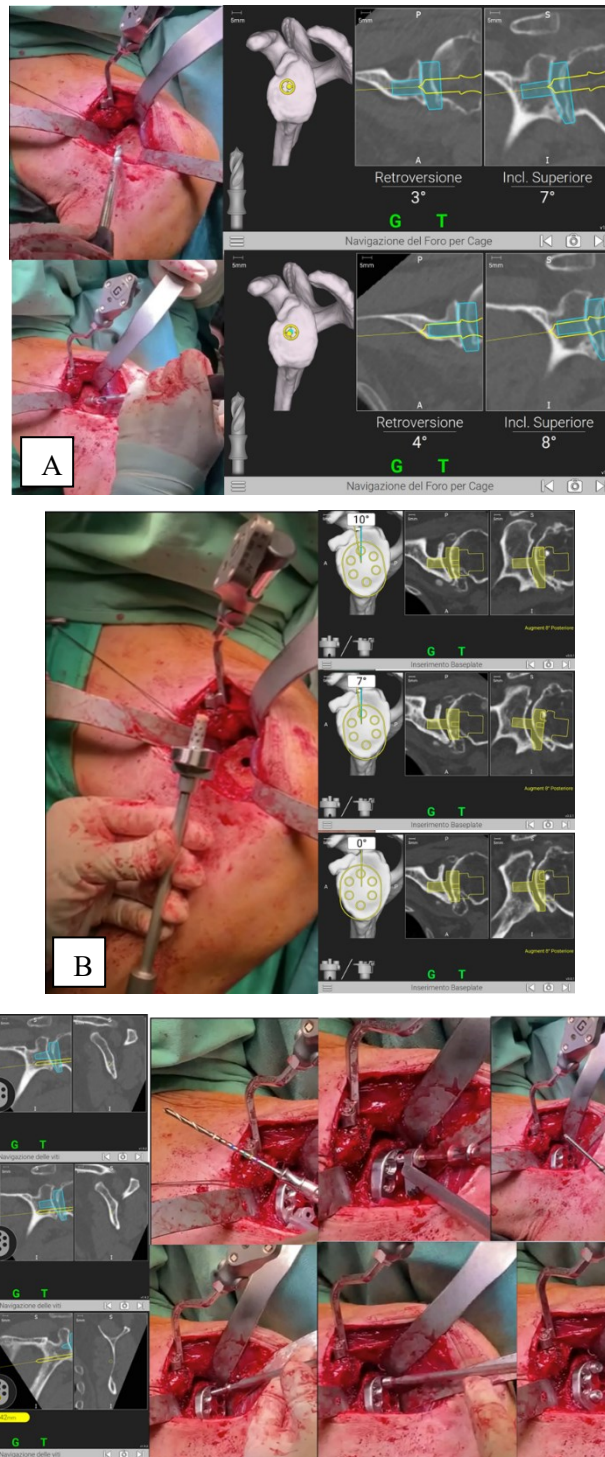 5mm
P
5mm
S
A
I
Retroversione
3°
Incl. Superiore
7°
G T
Navigazione del Foro per Cage
5mm
P
5mm
S
G
A
I
Retroversione
4°
Incl. Superiore
8°
G T
Navigazione del Foro per Cage
A
10°
A
P
S
A
I
Augment 8° Posteriore
G T
Inserimento Baseplate
7°
A
P
S
A
I
Augment 8° Posteriore
G T
Inserimento Baseplate
0°
A
P
S
A
I
Augment 8° Posteriore
G T
Inserimento Baseplate
B
I
G T
Navigazione delle viti
I
G T
Navigazione delle viti
S
I
G T
Navigazione delle viti
G